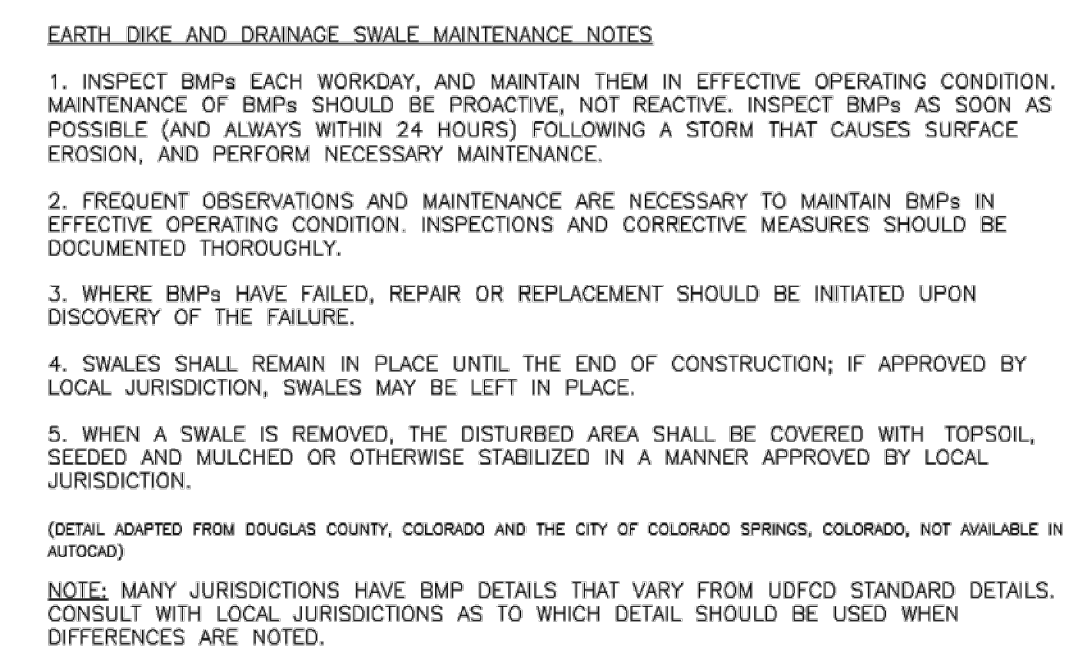 EARTH DIKE AND DRAINAGE SWALE MAINTENANCE NOTES
1. INSPECT BMPs EACH WORKDAY, AND MAINTAIN THEM IN EFFECTIVE OPERATING CONDITION.
MAINTENANCE OF BMPs SHOULD BE PROACTIVE, NOT REACTIVE. INSPECT BMPs AS SOON AS
POSSIBLE (AND ALWAYS WITHIN 24 HOURS) FOLLOWING A STORM THAT CAUSES SURFACE
EROSION, AND PERFORM NECESSARY MAINTENANCE.
2. FREQUENT OBSERVATIONS AND MAINTENANCE ARE NECESSARY TO MAINTAIN BMPs IN
EFFECTIVE OPERATING CONDITION. INSPECTIONS AND CORRECTIVE MEASURES SHOULD BE
DOCUMENTED THOROUGHLY.
3. WHERE BMPs HAVE FAILED, REPAIR OR REPLACEMENT SHOULD BE INITIATED UPON
DISCOVERY OF THE FAILURE.
4. SWALES SHALL REMAIN IN PLACE UNTIL THE END OF CONSTRUCTION; IF APPROVED BY
LOCAL JURISDICTION, SWALES MAY BE LEFT IN PLACE.
5. WHEN A SWALE IS REMOVED, THE DISTURBED AREA SHALL BE COVERED WITH TOPSOIL,
SEEDED AND MULCHED OR OTHERWISE STABILIZED IN A MANNER APPROVED BY LOCAL
JURISDICTION.
(DETAIL ADAPTED FROM DOUGLAS COUNTY, COLORADO AND THE CITY OF COLORADO SPRINGS, COLORADO, NOT AVAILABLE IN
AUTOCAD)
NOTE: MANY JURISDICTIONS HAVE BMP DETAILS THAT VARY FROM UDFCD STANDARD DETAILS.
CONSULT WITH LOCAL JURISDICTIONS AS TO WHICH DETAIL SHOULD BE USED WHEN
DIFFERENCES ARE NOTED.